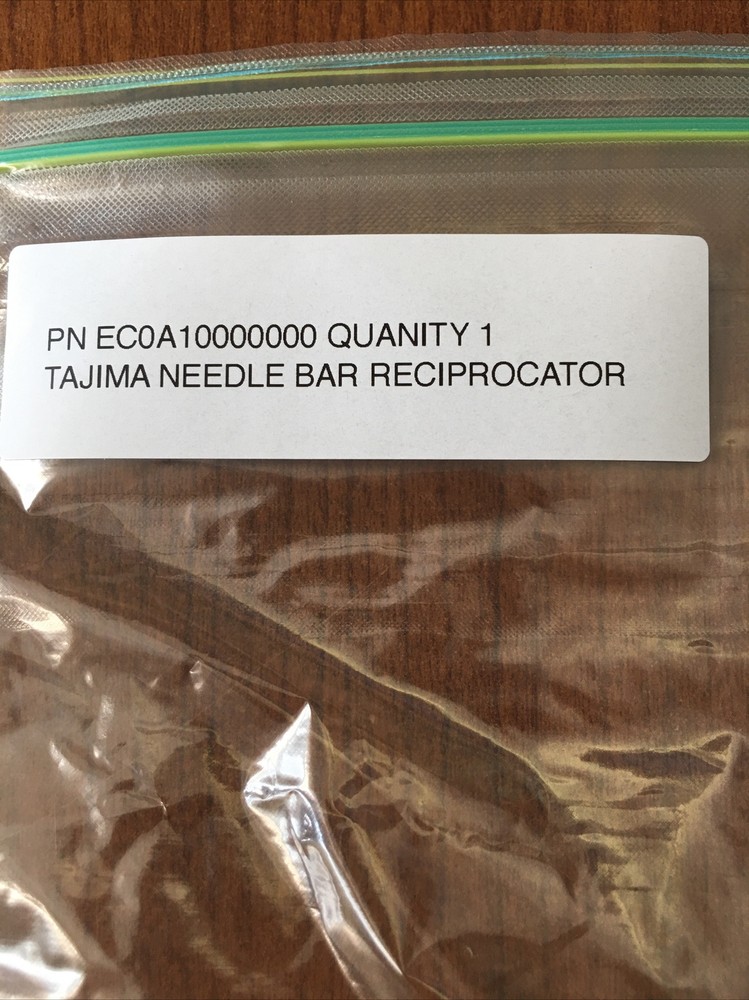 PN EC0A10000000 QUANITY 1
TAJIMA NEEDLE BAR RECIPROCATOR